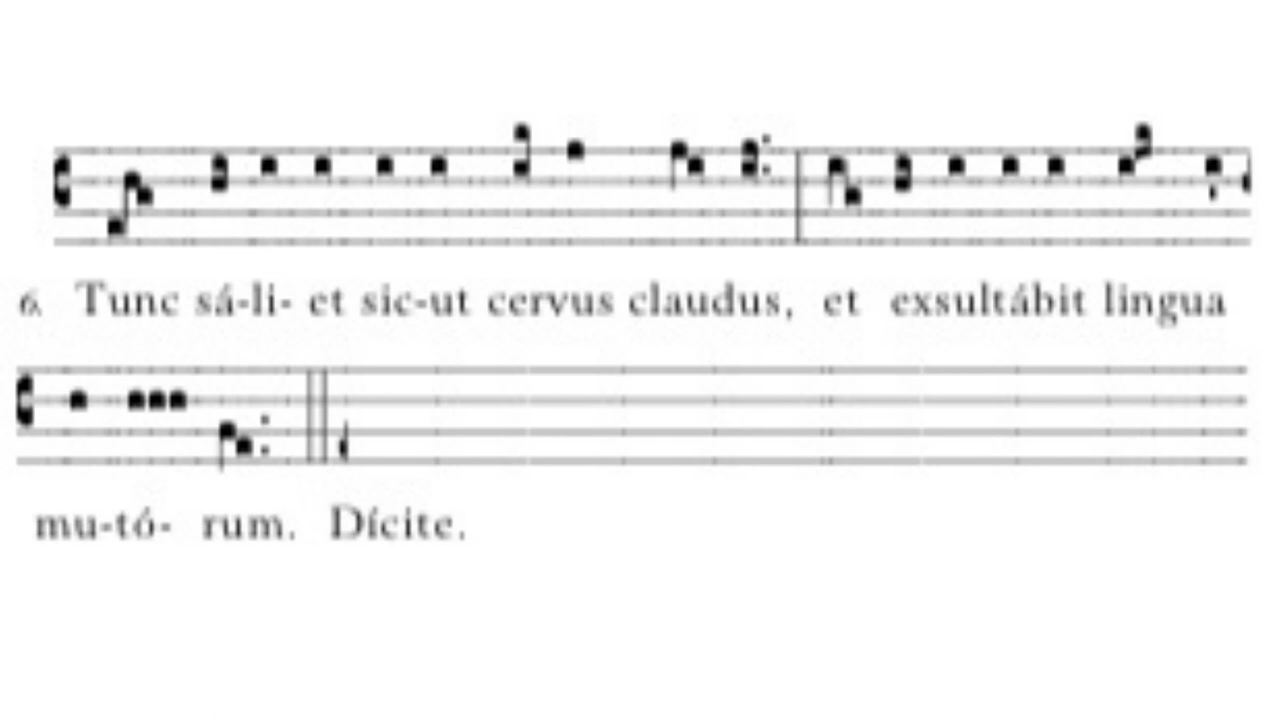 6. Tunc sá-li- et sic-ut cervus claudus, et exsultábit lingua
mu-tó- rum. Dícite.